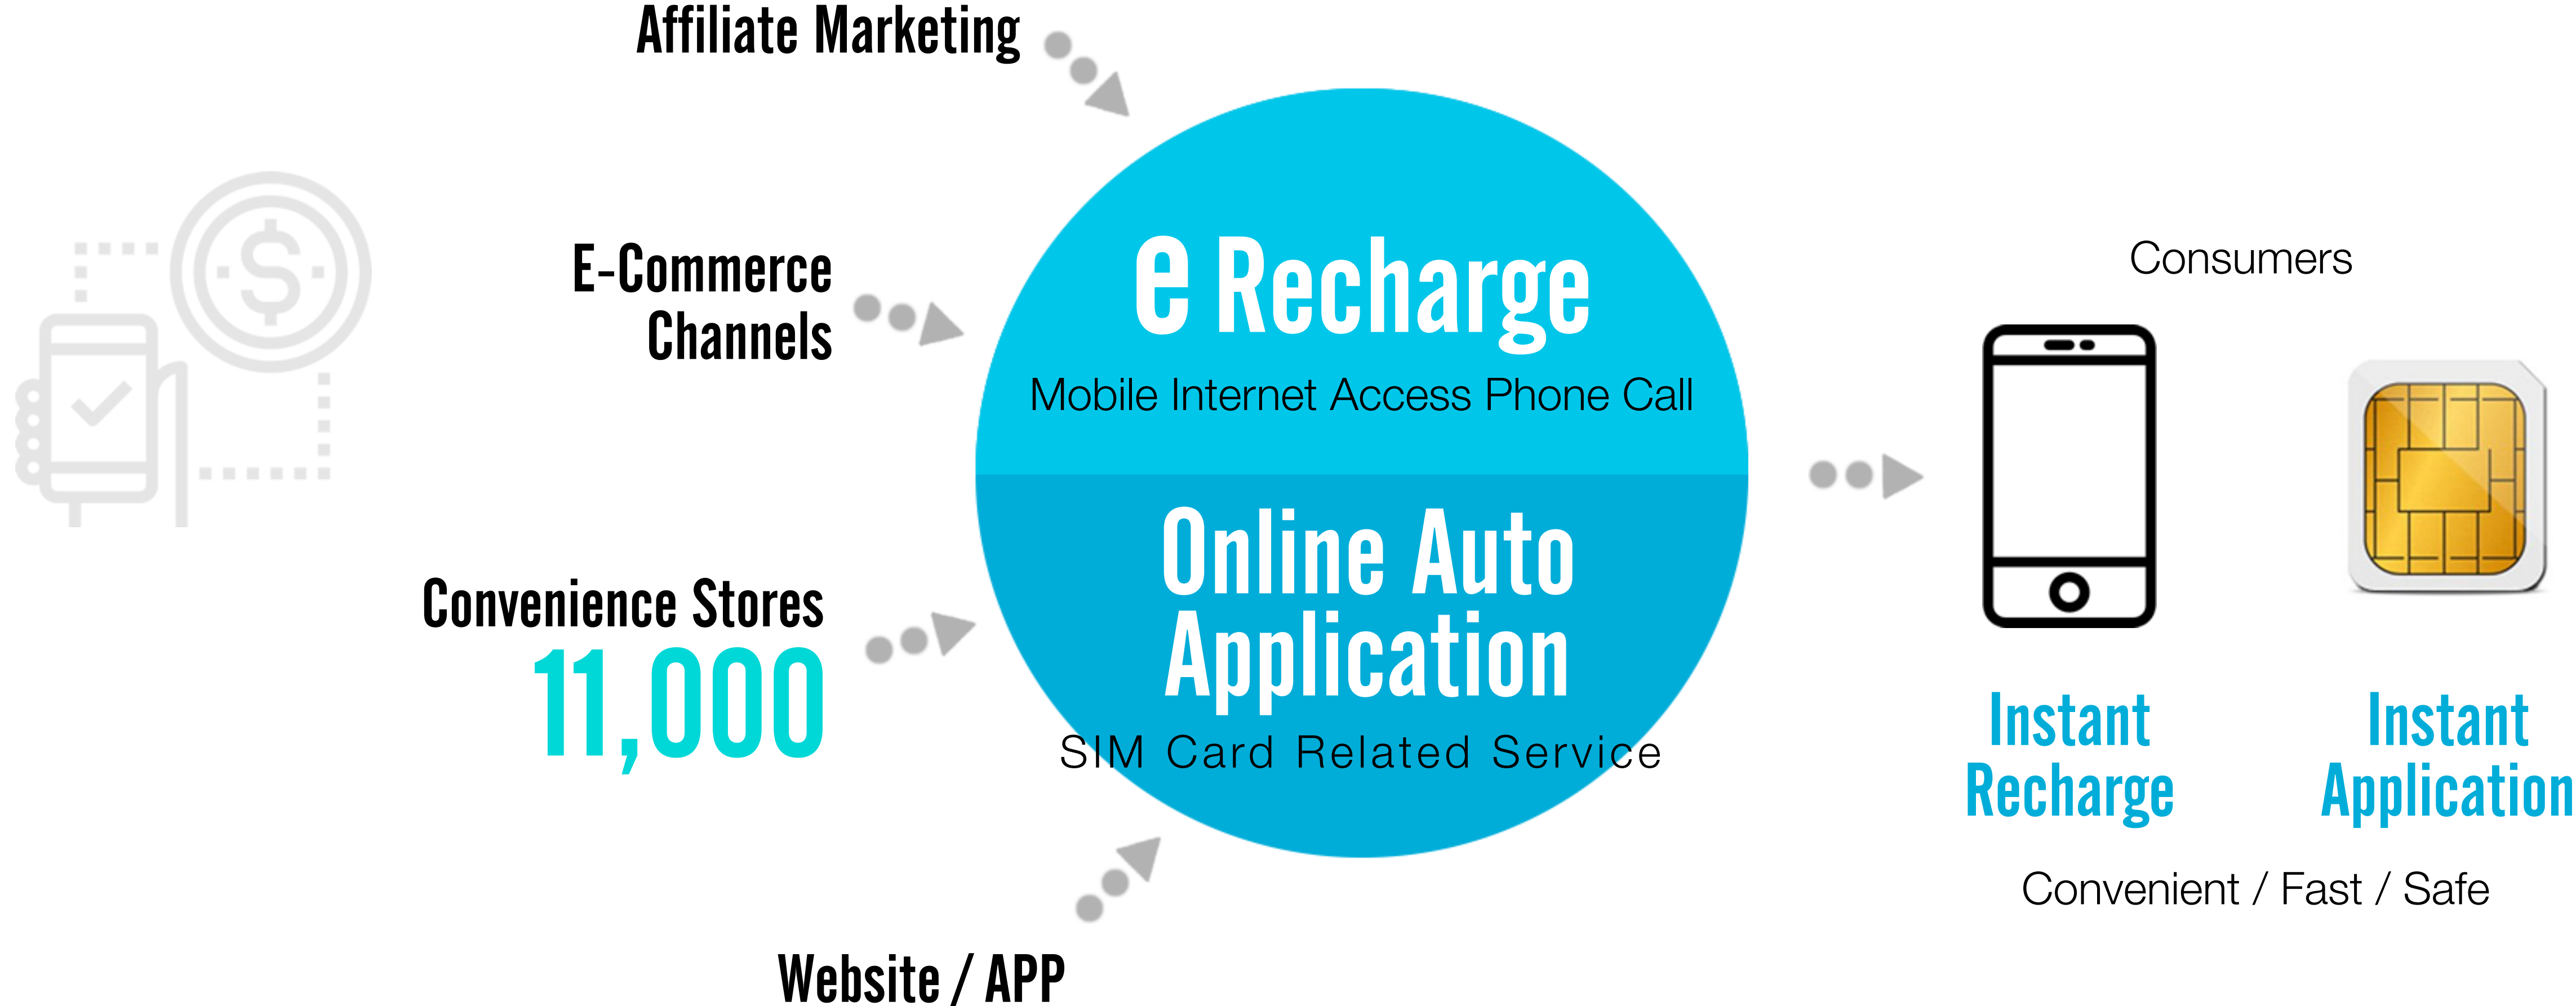 Affiliate Marketing
E-Commerce
Channels
Convenience Stores
11,000
Website / APP
e Recharge
Mobile Internet Access Phone Call
Online Auto
Application
SIM Card Related Service
Consumers
Instant
Recharge
Instant
Application
Convenient / Fast / Safe